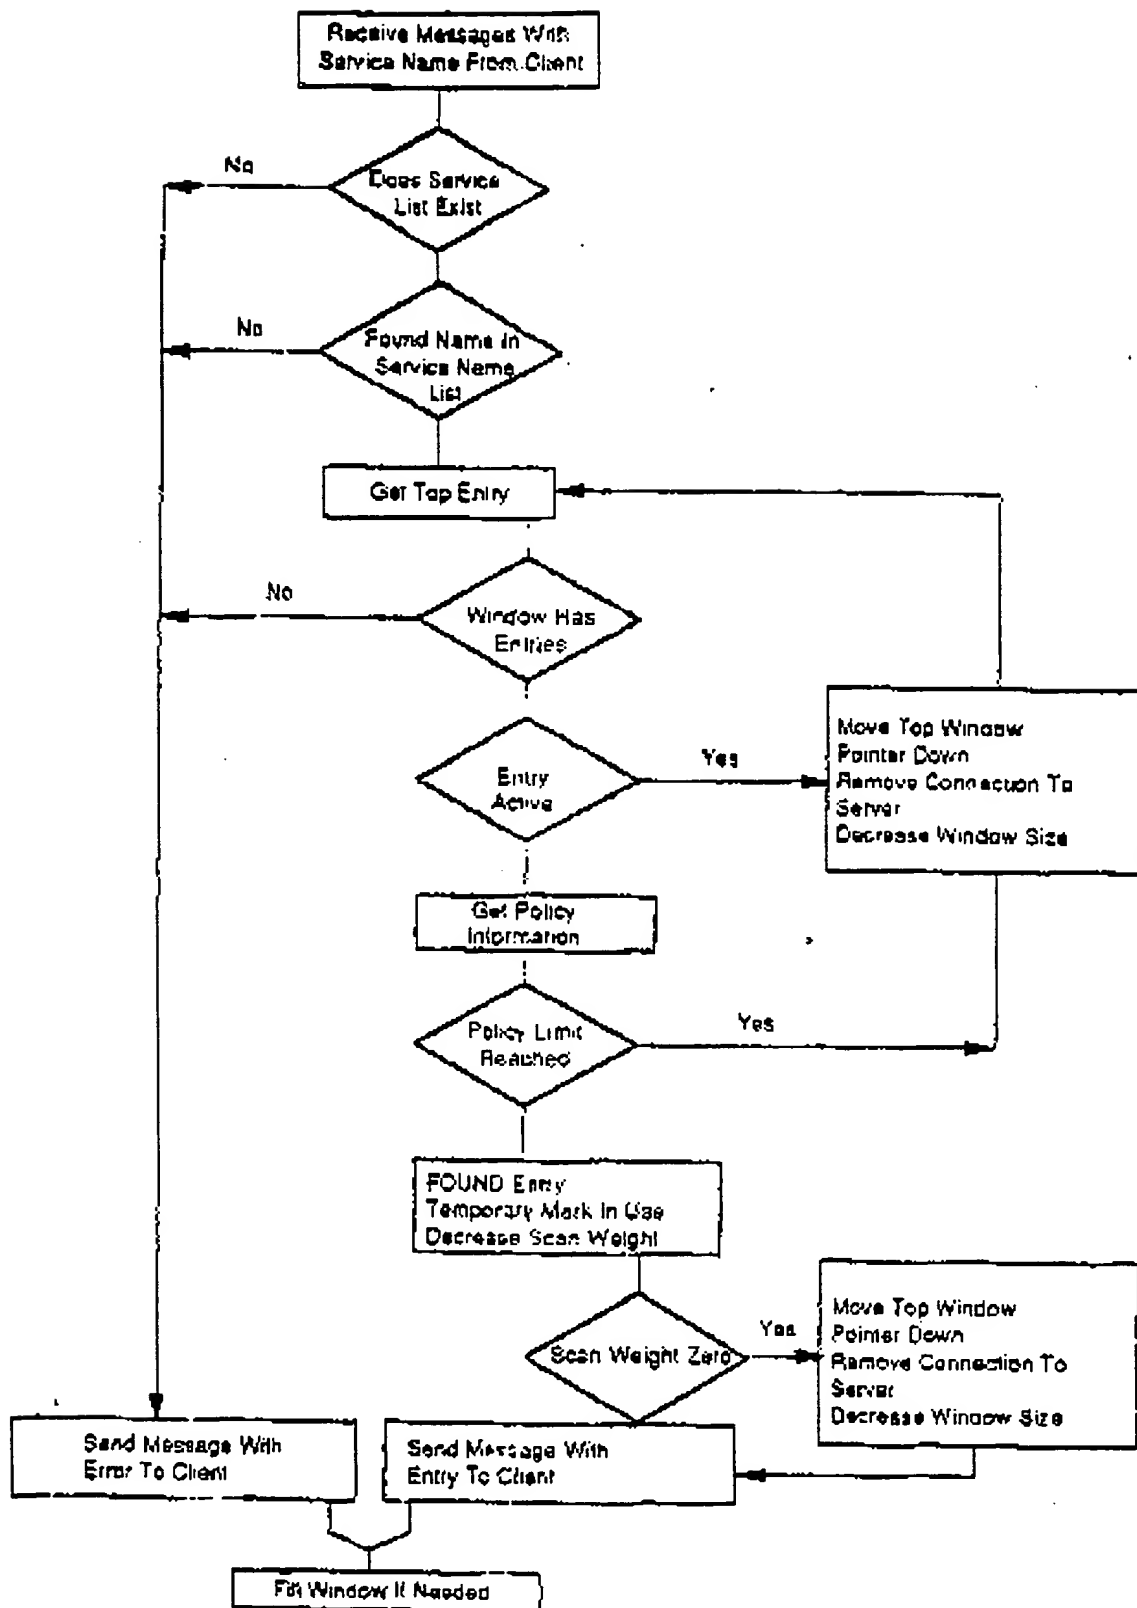 Receive Messages With
Service Name From Client
No
Does Service
List Exist
No
Found Name In
Service Name
List
Get Top Entry
No
Window Has
Entries
Entry
Active
Yes
Move Top Window
Pointer Down
Remove Connection To
Server
Decrease Window Size
Get Policy
Information
Policy Limit
Reached
Yes
FOUND Entry
Temporary Mark In Use
Decrease Scan Weight
Scan Weight Zero
Yes
Move Top Window
Pointer Down
Remove Connection To
Server
Decrease Window Size
Send Message With
Error To Client
Send Message With
Entry To Client
Fill Window If Needed